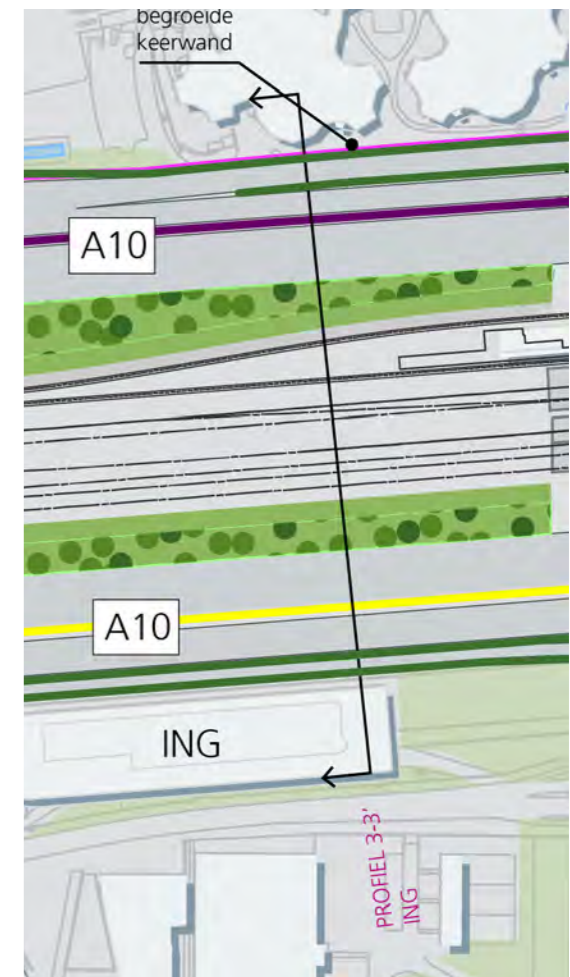 begroeide
keerwand
A10
A10
ING
PROFIEL 3-3'
ING